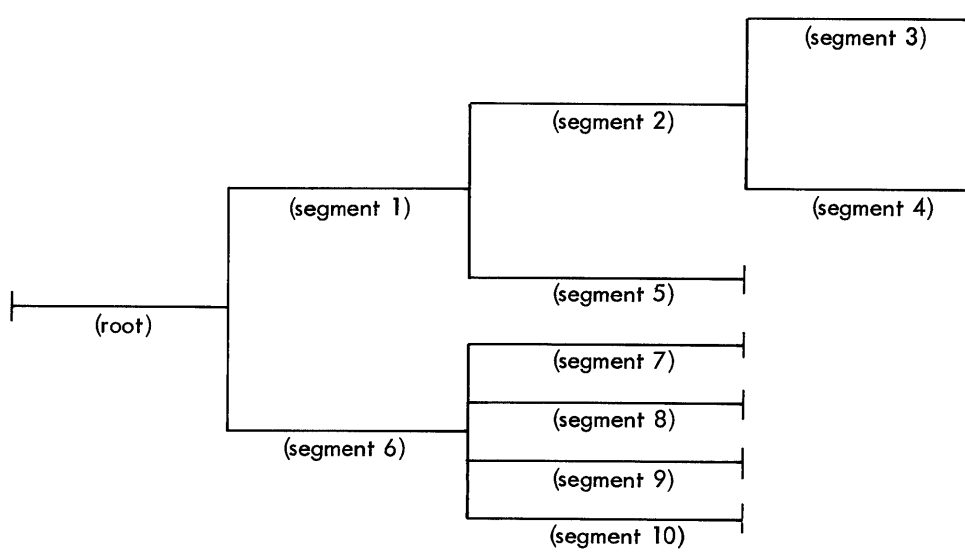 (segment 3)
(segment 2)
(segment 1)
(segment 4)
(segment 5)
(root)
(segment 7)
(segment 8)
(segment 6)
(segment 9)
(segment 10)